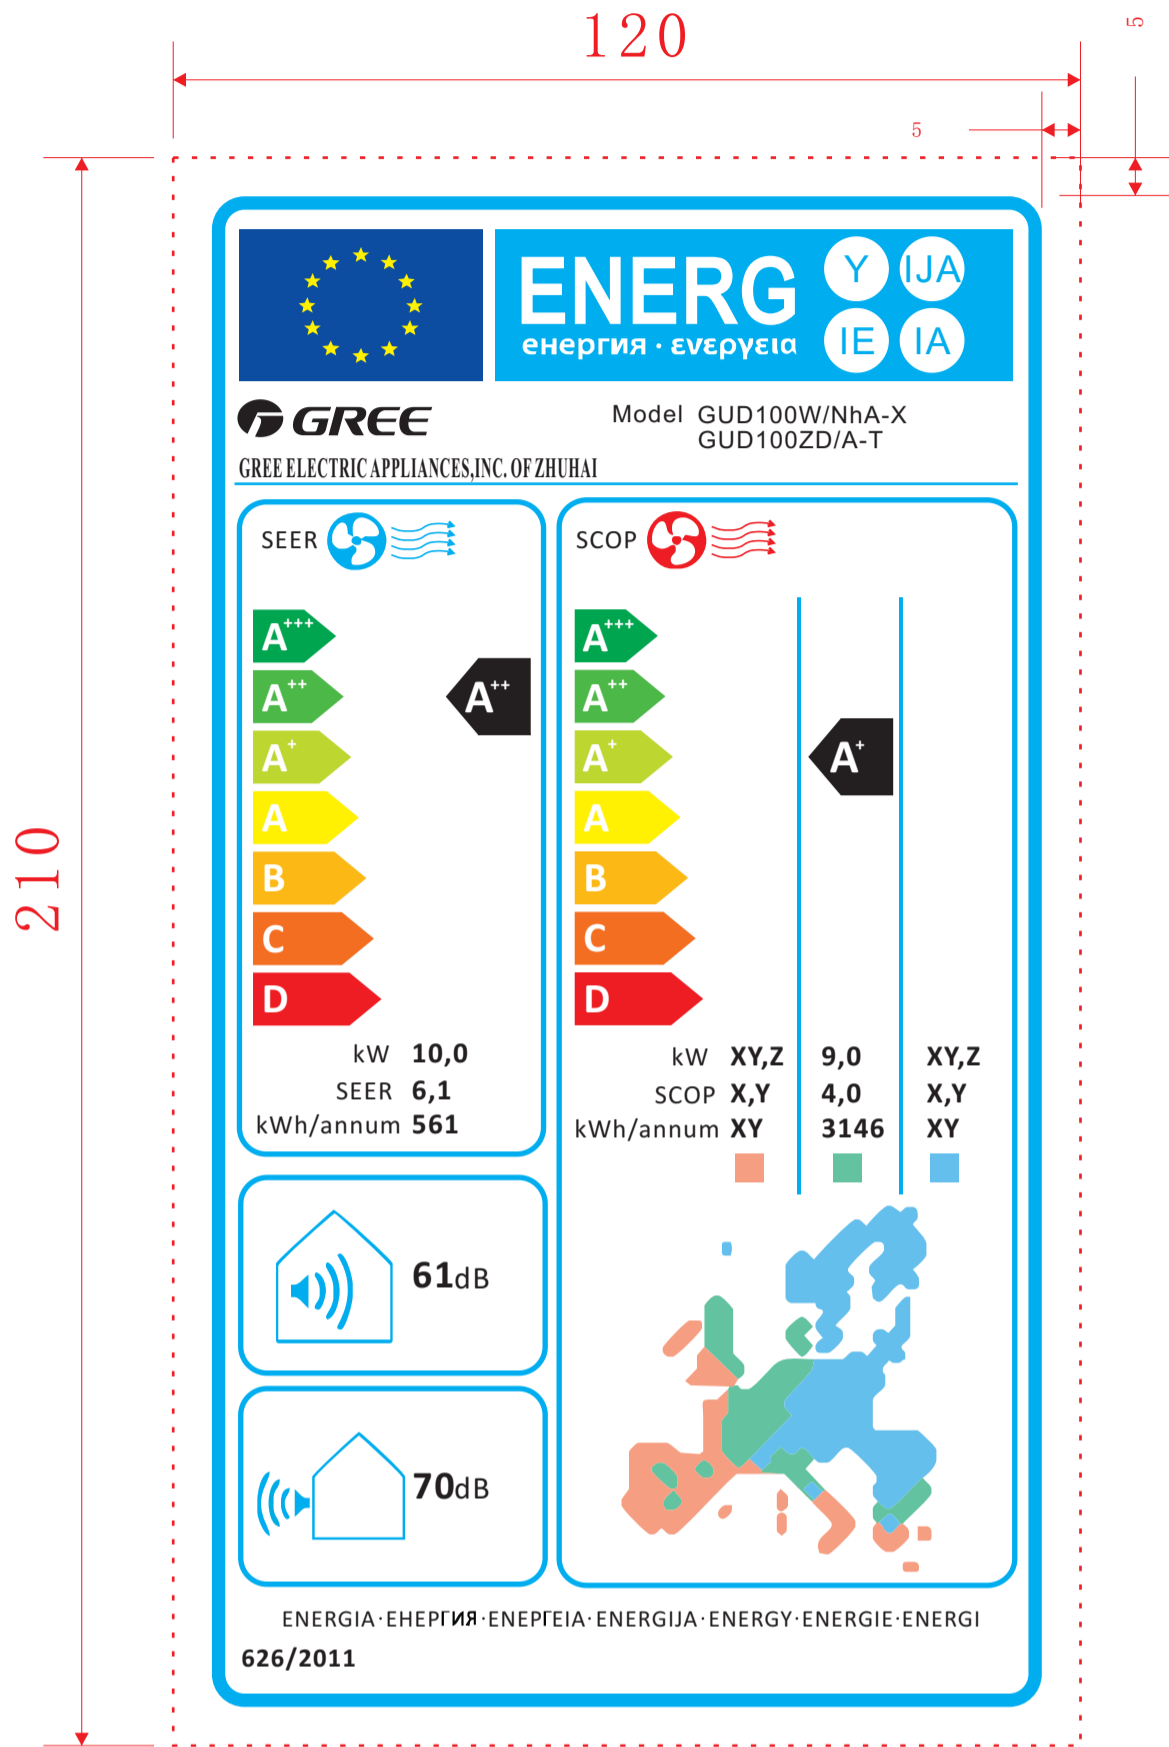 120
5
5
210
ENERG
енергия · ενεργεια
Y IJA
IE IA
GREE
Model GUD100W/NhA-X
GUD100ZD/A-T
GREE ELECTRIC APPLIANCES,INC. OF ZHUHAI
SEER
A+++
A++
A+
A
B
C
D
A++
kW 10,0
SEER 6,1
kWh/annum 561
SCOP
A+++
A++
A+
A
B
C
D
A+
kW XY,Z 9,0 XY,Z
SCOP X,Y 4,0 X,Y
kWh/annum XY 3146 XY
61dB
70dB
ENERGIA·ЕНЕРГИЯ·ΕΝΕΡΓΕΙΑ·ENERGIJA·ENERGY·ENERGIE·ENERGI
626/2011